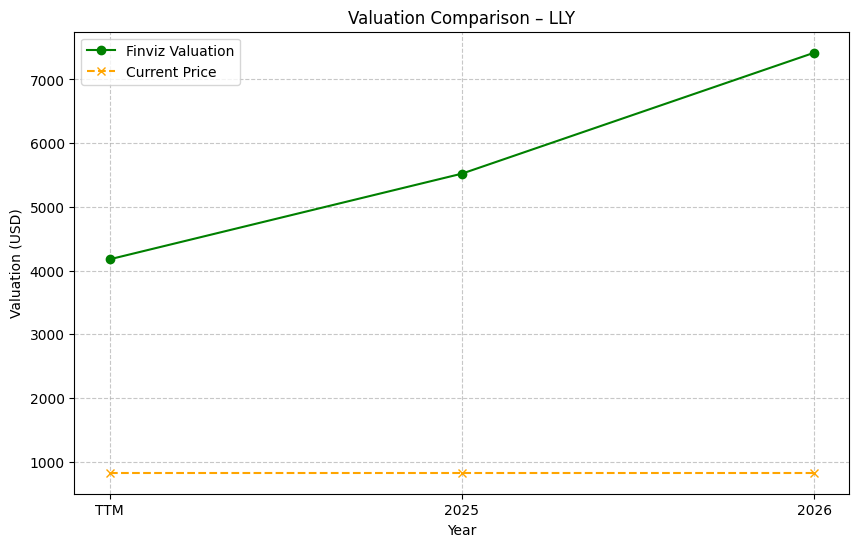 Valuation Comparison – LLY
Finviz Valuation
Current Price
Valuation (USD)
7000
6000
5000
4000
3000
2000
1000
TTM
2025
2026
Year